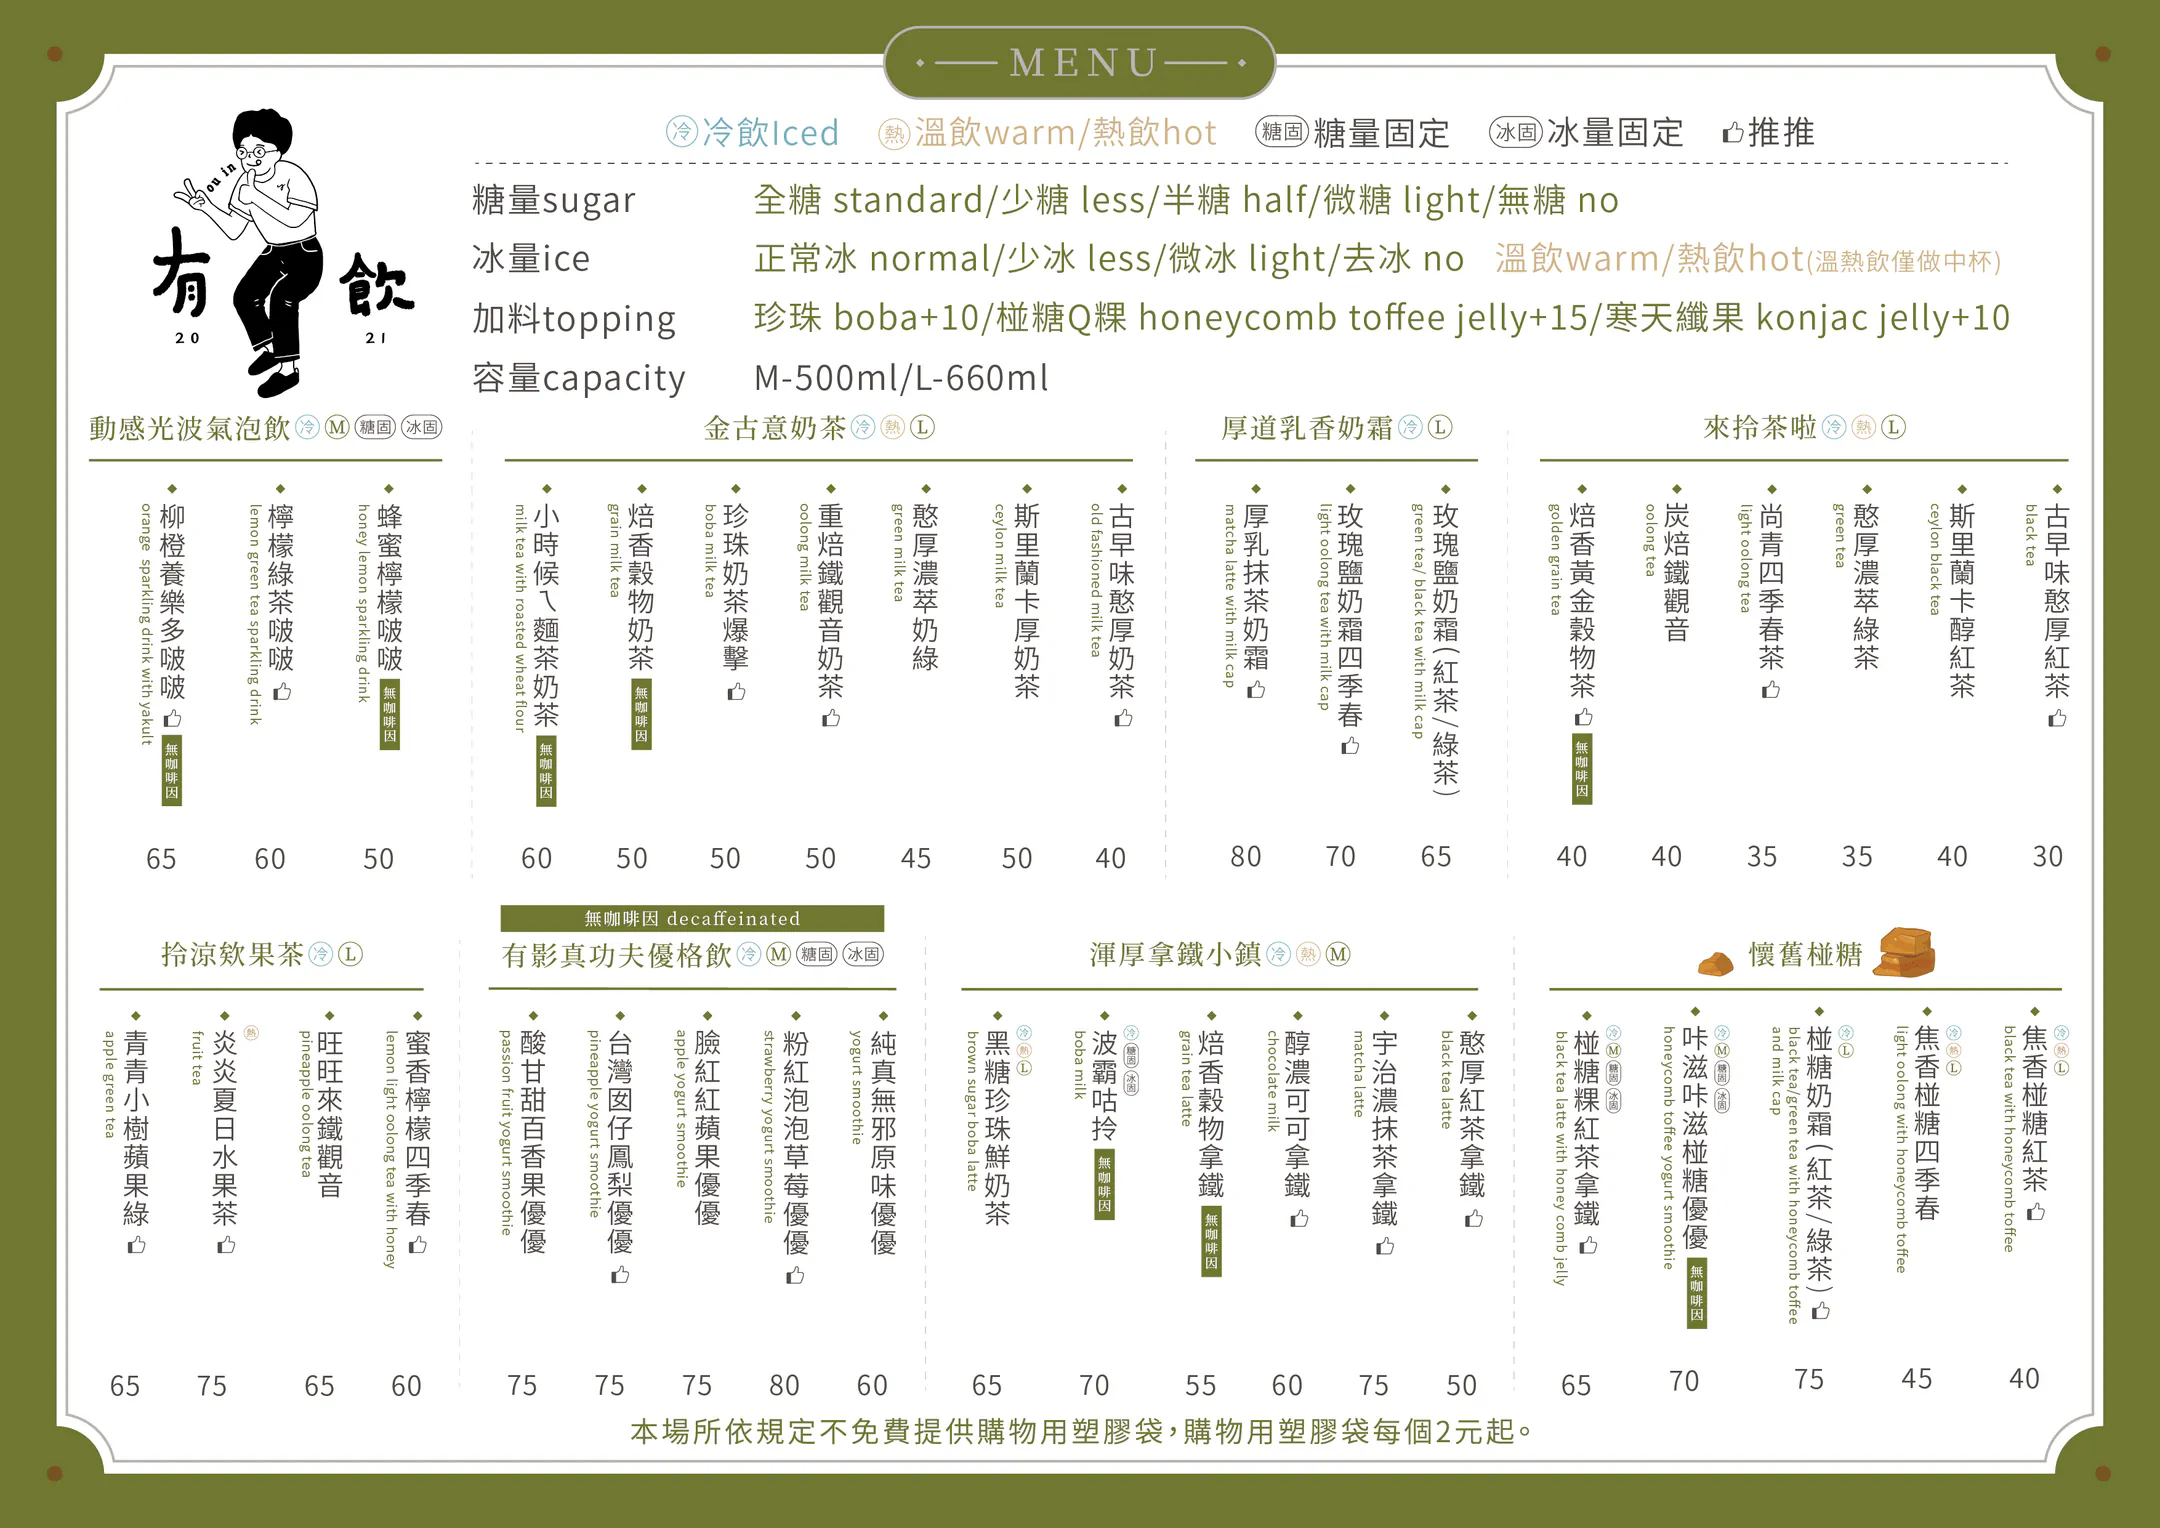 MENU
ou in
有飲
20 21
冷 冷飲Iced 熱 溫飲warm/熱飲hot 糖固 糖量固定 冰固 冰量固定 推推
糖量sugar 全糖 standard/少糖 less/半糖 half/微糖 light/無糖 no
冰量ice 正常冰 normal/少冰 less/微冰 light/去冰 no 溫飲warm/熱飲hot(溫熱飲僅做中杯)
加料topping 珍珠 boba+10/椪糖Q粿 honeycomb toffee jelly+15/寒天纖果 konjac jelly+10
容量capacity M-500ml/L-660ml
來拎茶啦 冷 熱 L
古早味憨厚紅茶
black tea
30
斯里蘭卡醇紅茶
ceylon black tea
40
憨厚濃萃綠茶
green tea
35
尚青四季春茶
light oolong tea
35
炭焙鐵觀音
oolong tea
40
焙香黃金穀物茶 無咖啡因
golden grain tea
40
厚道乳香奶霜 冷 L
玫瑰鹽奶霜(紅茶/綠茶)
green tea/ black tea with milk cap
65
玫瑰鹽奶霜四季春
light oolong tea with milk cap
70
厚乳抹茶奶霜
matcha latte with milk cap
80
金古意奶茶 冷 熱 L
古早味憨厚奶茶
old fashioned milk tea
40
斯里蘭卡厚奶茶
ceylon milk tea
50
憨厚濃萃奶綠
green milk tea
45
重焙鐵觀音奶茶
oolong milk tea
50
珍珠奶茶爆擊
boba milk tea
50
焙香穀物奶茶 無咖啡因
grain milk tea
50
小時候ㄟ麵茶奶茶 無咖啡因
milk tea with roasted wheat flour
60
動感光波氣泡飲 冷 M 糖固 冰固
蜂蜜檸檬啵啵 無咖啡因
honey lemon sparkling drink
50
檸檬綠茶啵啵
lemon green tea sparkling drink
60
柳橙養樂多啵啵 無咖啡因
orange sparkling drink with yakult
65
懷舊椪糖
焦香椪糖紅茶 冷 熱 L
black tea with honeycomb toffee
40
焦香椪糖四季春 冷 熱 L
light oolong with honeycomb toffee
45
椪糖奶霜(紅茶/綠茶) 冷 L
black tea/green tea with honeycomb toffee
and milk cap
75
咔滋咔滋椪糖優優 冷 M 糖固 冰固 無咖啡因
honeycomb toffee yogurt smoothie
70
椪糖粿紅茶拿鐵 冷 M 糖固 冰固
black tea latte with honey comb jelly
65
渾厚拿鐵小鎮 冷 熱 M
憨厚紅茶拿鐵
black tea latte
50
宇治濃抹茶拿鐵
matcha latte
75
醇濃可可拿鐵
chocolate milk
60
焙香穀物拿鐵 無咖啡因
grain tea latte
55
波霸咕拎 冷 糖固 冰固 無咖啡因
boba milk
70
黑糖珍珠鮮奶茶 冷 熱 L
brown sugar boba latte
65
無咖啡因 decaffeinated
有影真功夫優格飲 冷 M 糖固 冰固
純真無邪原味優優
yogurt smoothie
60
粉紅泡泡草莓優優
strawberry yogurt smoothie
80
臉紅紅蘋果優優
apple yogurt smoothie
75
台灣囡仔鳳梨優優
pineapple yogurt smoothie
75
酸甘甜百香果優優
passion fruit yogurt smoothie
75
拎涼欸果茶 冷 L
蜜香檸檬四季春
lemon light oolong tea with honey
60
旺旺來鐵觀音
pineapple oolong tea
65
炎炎夏日水果茶 熱
fruit tea
75
青青小樹蘋果綠
apple green tea
65
本場所依規定不免費提供購物用塑膠袋，購物用塑膠袋每個2元起。